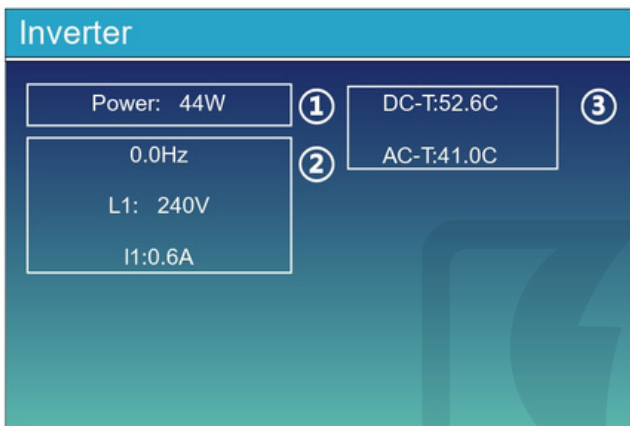 Inverter
Power: 44W
①
0.0Hz
L1: 240V
I1:0.6A
②
DC-T:52.6C
AC-T:41.0C
③